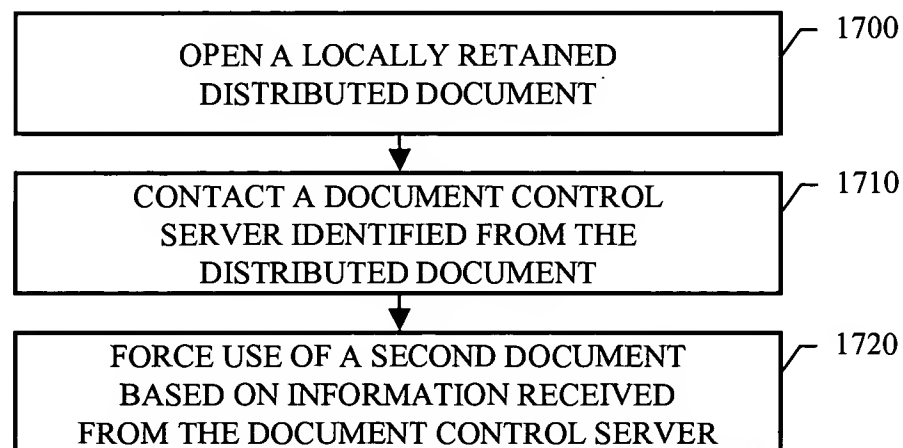 OPEN A LOCALLY RETAINED
DISTRIBUTED DOCUMENT
1700
CONTACT A DOCUMENT CONTROL
SERVER IDENTIFIED FROM THE
DISTRIBUTED DOCUMENT
1710
FORCE USE OF A SECOND DOCUMENT
BASED ON INFORMATION RECEIVED
FROM THE DOCUMENT CONTROL SERVER
1720